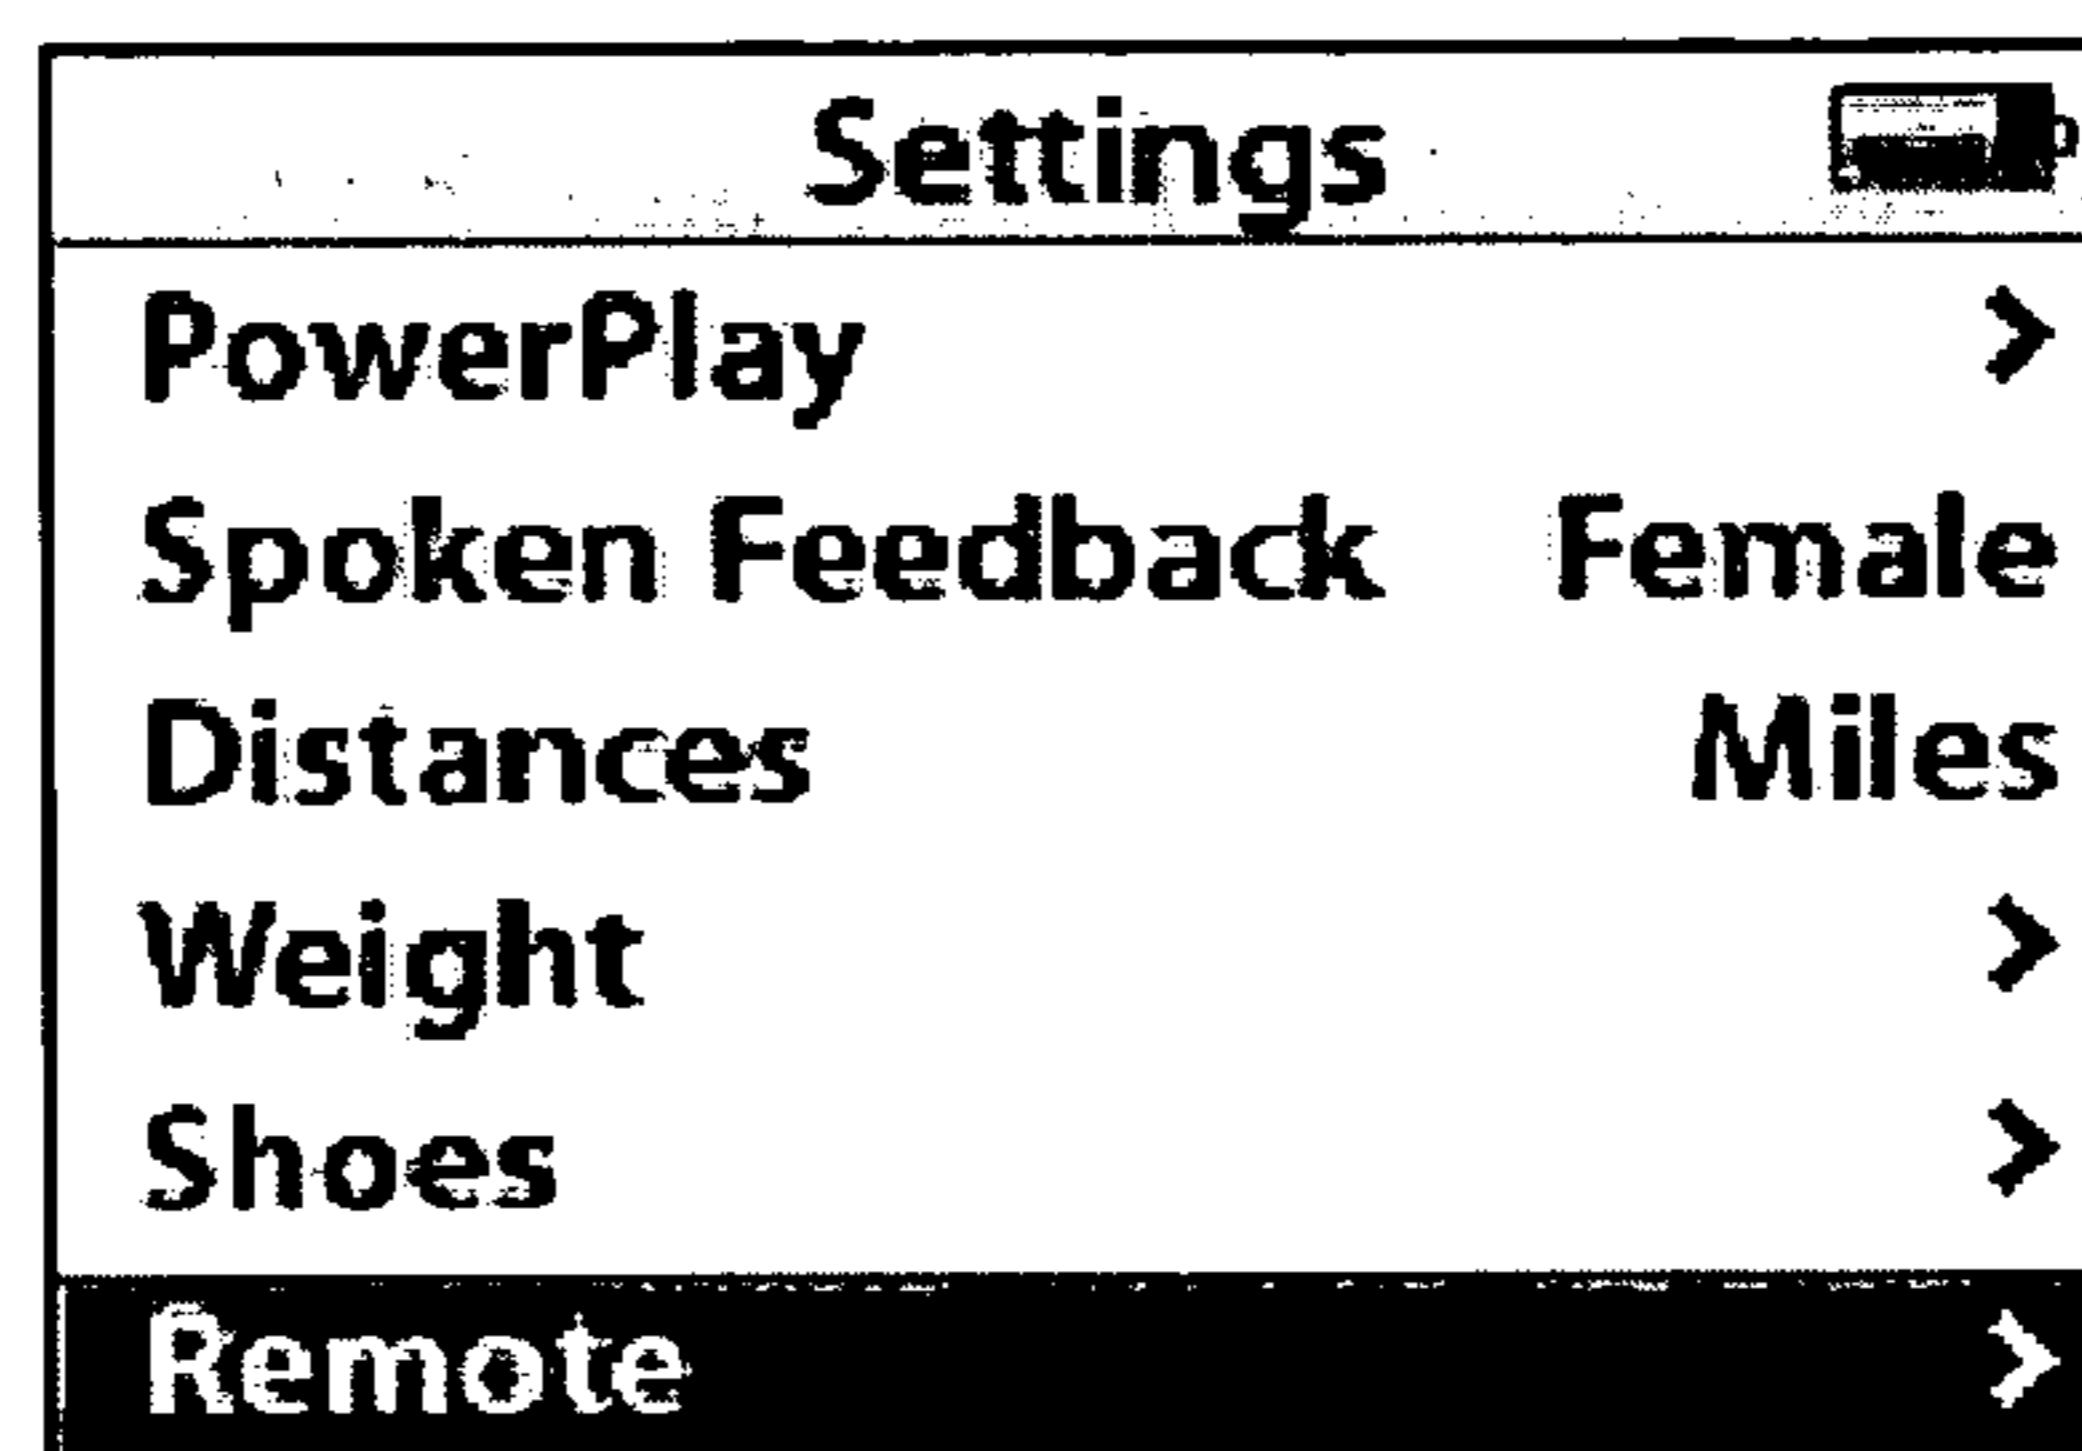 Settings
PowerPlay >
Spoken Feedback Female
Distances Miles
Weight >
Shoes >
Remote >